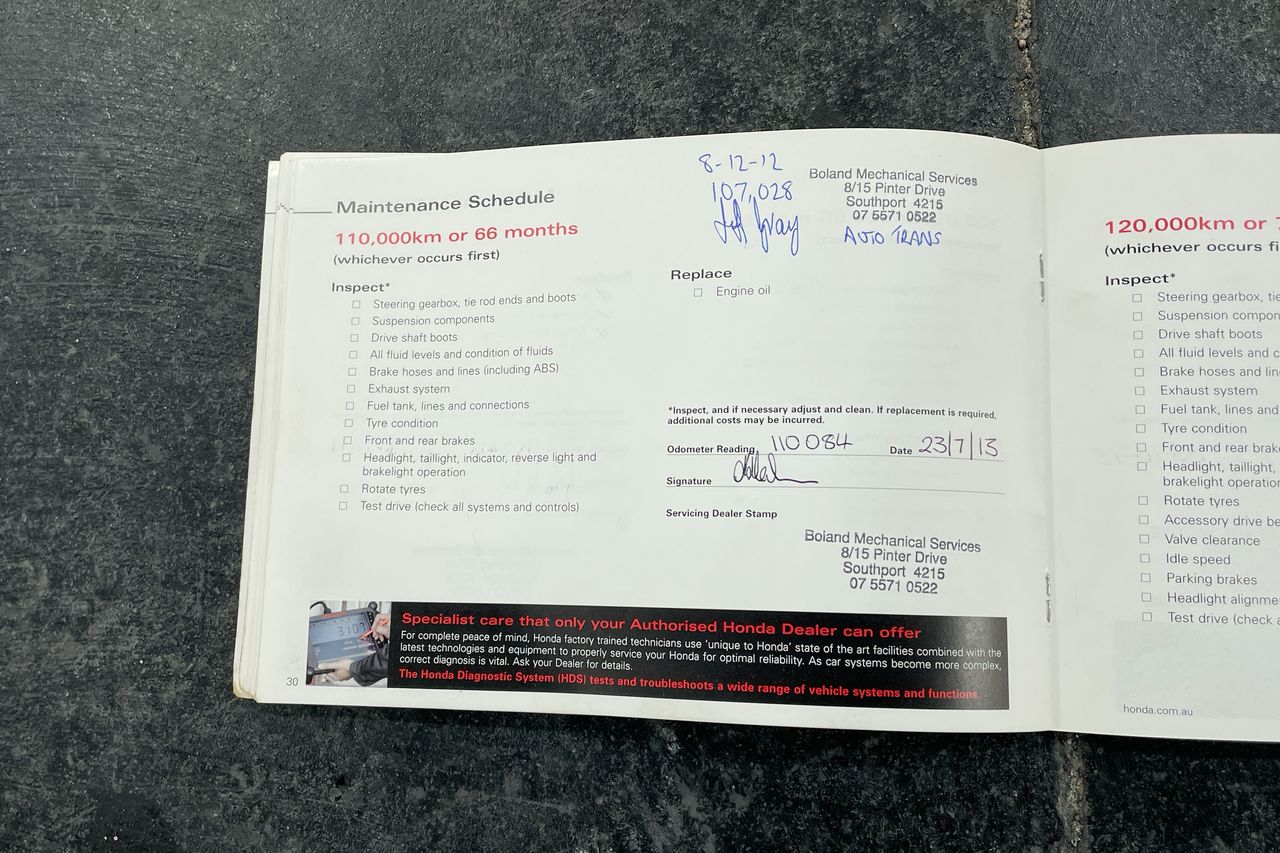 Maintenance Schedule
110,000km or 66 months
(whichever occurs first)
Inspect*
Steering gearbox, tie rod ends and boots
Suspension components
Drive shaft boots
All fluid levels and condition of fluids
Brake hoses and lines (including ABS)
Exhaust system
Fuel tank, lines and connections
Tyre condition
Front and rear brakes
Headlight, taillight, indicator, reverse light and
brakelight operation
Rotate tyres
Test drive (check all systems and controls)
8-12-12
107,028
Boland Mechanical Services
8/15 Pinter Drive
Southport 4215
07 5571 0522
AUTO TRANS
Replace
Engine oil
*Inspect, and if necessary adjust and clean. If replacement is required,
additional costs may be incurred.
Odometer Reading 110 084 Date 23/7/13
Signature
Servicing Dealer Stamp
Boland Mechanical Services
8/15 Pinter Drive
Southport 4215
07 5571 0522
Specialist care that only your Authorised Honda Dealer can offer
For complete peace of mind, Honda factory trained technicians use 'unique to Honda' state of the art facilities combined with the
latest technologies and equipment to properly service your Honda for optimal reliability. As car systems become more complex,
correct diagnosis is vital. Ask your Dealer for details.
The Honda Diagnostic System (HDS) tests and troubleshoots a wide range of vehicle systems and functions.
30
120,000km or
(whichever occurs fi
Inspect*
Steering gearbox, tie
Suspension compon
Drive shaft boots
All fluid levels and c
Brake hoses and lin
Exhaust system
Fuel tank, lines and
Tyre condition
Front and rear brake
Headlight, taillight,
brakelight operation
Rotate tyres
Accessory drive be
Valve clearance
Idle speed
Parking brakes
Headlight alignme
Test drive (check a
honda.com.au